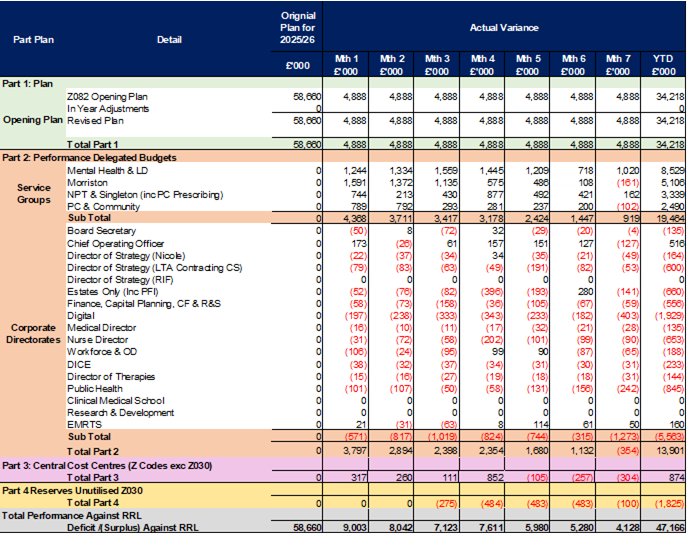 Part Plan Detail Orignial Plan for 2025/26 Actual Variance
£'000 Mth 1 £'000 Mth 2 £'000 Mth 3 £'000 Mth 4 £'000 Mth 5 £'000 Mth 6 £'000 Mth 7 £'000 YTD £'000
Part 1: Plan
Z082 Opening Plan 58,660 4,888 4,888 4,888 4,888 4,888 4,888 4,888 34,218
In Year Adjustments 0 0
Opening Plan Revised Plan 58,660 4,888 4,888 4,888 4,888 4,888 4,888 4,888 34,218
Total Part 1 58,660 4,888 4,888 4,888 4,888 4,888 4,888 4,888 34,218
Part 2: Performance Delegated Budgets
Service Groups
Mental Health & LD 0 1,244 1,334 1,559 1,445 1,209 718 1,020 8,529
Morriston 0 1,591 1,372 1,135 575 486 108 (161) 5,106
NPT & Singleton (inc PC Prescribing) 0 744 213 430 877 492 421 162 3,339
PC & Community 0 789 792 293 281 237 200 (102) 2,490
Sub Total 0 4,368 3,711 3,417 3,178 2,424 1,447 919 19,464
Corporate Directorates
Board Secretary 0 (50) 8 (72) 32 (29) (20) (4) (135)
Chief Operating Officer 0 173 (26) 61 157 151 127 (127) 516
Director of Strategy (Nicole) 0 (22) (37) (34) 34 (35) (21) (49) (164)
Director of Strategy (LTA Contracting CS) 0 (79) (83) (63) (49) (191) (82) (53) (600)
Director of Strategy (RIF) 0 0 0 0 0 0 0 0 0
Estates Only (Inc PFI) 0 (52) (76) (82) (396) (193) 280 (141) (660)
Finance, Capital Planning, CF & R&S 0 (58) (73) (158) (36) (105) (67) (59) (556)
Digital 0 (197) (238) (333) (343) (233) (182) (403) (1,929)
Medical Director 0 (16) (10) (11) (17) (32) (21) (28) (135)
Nurse Director 0 (31) (72) (58) (202) (101) (99) (90) (653)
Workforce & OD 0 (106) (24) (95) 99 90 (87) (65) (188)
DICE 0 (38) (32) (37) (34) (31) (30) (31) (233)
Director of Therapies 0 (15) (16) (27) (19) (18) (18) (31) (144)
Public Health 0 (101) (107) (50) (58) (131) (156) (242) (845)
Clinical Medical School 0 0 0 0 0 0 0 0 0
Research & Development 0 0 0 0 0 0 0 0 0
EMRTS 0 21 (31) (63) 8 114 61 50 160
Sub Total 0 (571) (817) (1,019) (824) (744) (315) (1,273) (5,563)
Total Part 2 0 3,797 2,894 2,398 2,354 1,680 1,132 (354) 13,901
Part 3: Central Cost Centres (Z Codes exc Z030)
Total Part 3 0 317 260 111 852 (105) (257) (304) 874
Part 4 Reserves Unutilised Z030
Total Part 4 0 0 0 (275) (484) (483) (483) (100) (1,825)
Total Performance Against RRL
Deficit /(Surplus) Against RRL 58,660 9,003 8,042 7,123 7,611 5,980 5,280 4,128 47,166